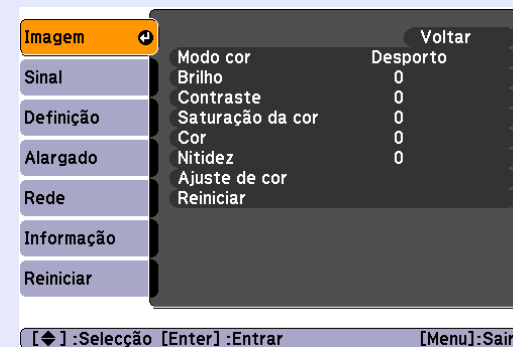 Imagem
Sinal
Definição
Alargado
Rede
Informação
Reiniciar
Voltar
Modo cor Desporto
Brilho 0
Contraste 0
Saturação da cor 0
Cor 0
Nitidez 0
Ajuste de cor
Reiniciar
[◆] :Selecção [Enter] :Entrar [Menu]:Sair